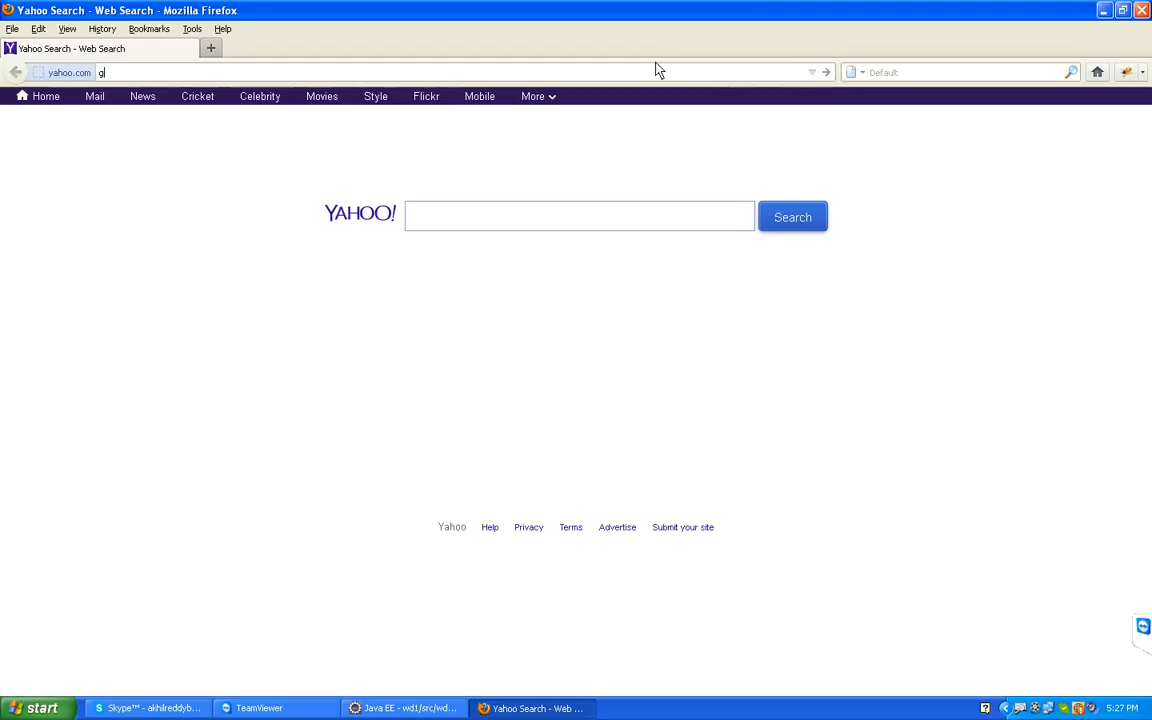 Yahoo Search - Web Search - Mozilla Firefox
File Edit View History Bookmarks Tools Help
Yahoo Search - Web Search
yahoo.com g Default
Home Mail News Cricket Celebrity Movies Style Flickr Mobile More
YAHOO! Search
Yahoo Help Privacy Terms Advertise Submit your site
start Skype™ - akhilreddyb... TeamViewer Java EE - wd1/src/wd... Yahoo Search - Web ... 5:27 PM